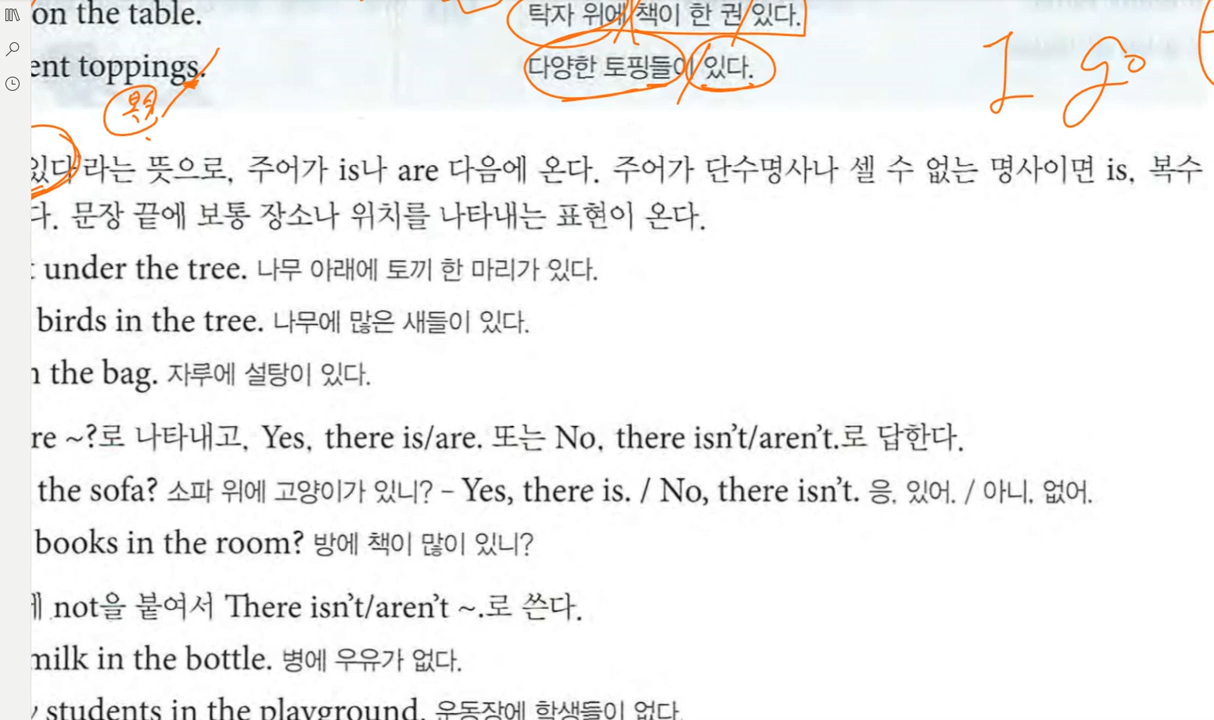 on the table. 탁자 위에 책이 한 권 있다.
ent toppings. 다양한 토핑들이 있다.
I go
있다 라는 뜻으로, 주어가 is나 are 다음에 온다. 주어가 단수명사나 셀 수 없는 명사이면 is, 복수
다. 문장 끝에 보통 장소나 위치를 나타내는 표현이 온다.
under the tree. 나무 아래에 토끼 한 마리가 있다.
birds in the tree. 나무에 많은 새들이 있다.
the bag. 자루에 설탕이 있다.
re ~?로 나타내고, Yes, there is/are. 또는 No, there isn't/aren't.로 답한다.
the sofa? 소파 위에 고양이가 있니? – Yes, there is. / No, there isn't. 응, 있어. / 아니, 없어.
books in the room? 방에 책이 많이 있니?
not을 붙여서 There isn't/aren't ~.로 쓴다.
milk in the bottle. 병에 우유가 없다.
students in the playground. 운동장에 학생들이 없다.